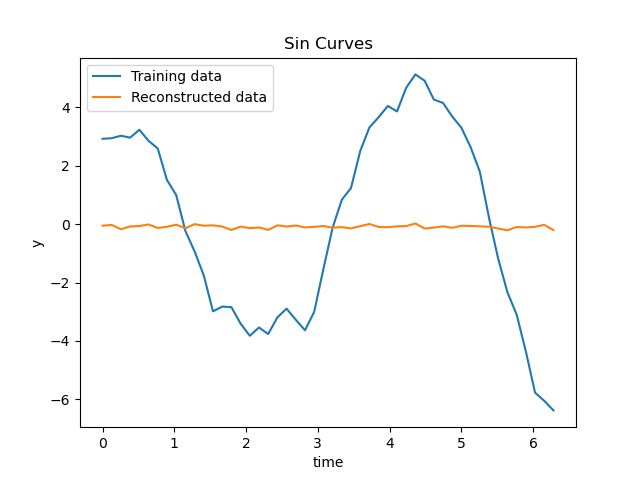 Sin Curves
Training data
Reconstructed data
y
4
2
0
−2
−4
−6
0 1 2 3 4 5 6
time